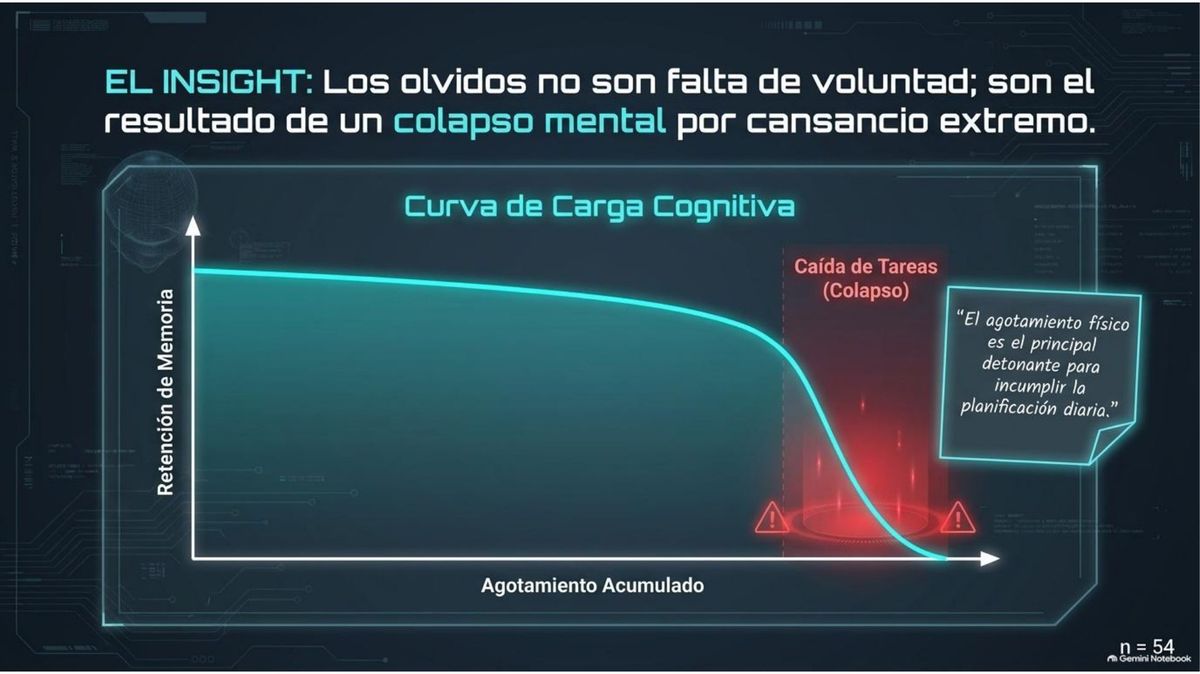 EL INSIGHT: Los olvidos no son falta de voluntad; son el
resultado de un colapso mental por cansancio extremo.
Curva de Carga Cognitiva
Retención de Memoria
Caída de Tareas
(Colapso)
“El agotamiento físico
es el principal
detonante para
incumplir la
planificación diaria.”
Agotamiento Acumulado
n = 54
Gemini Notebook